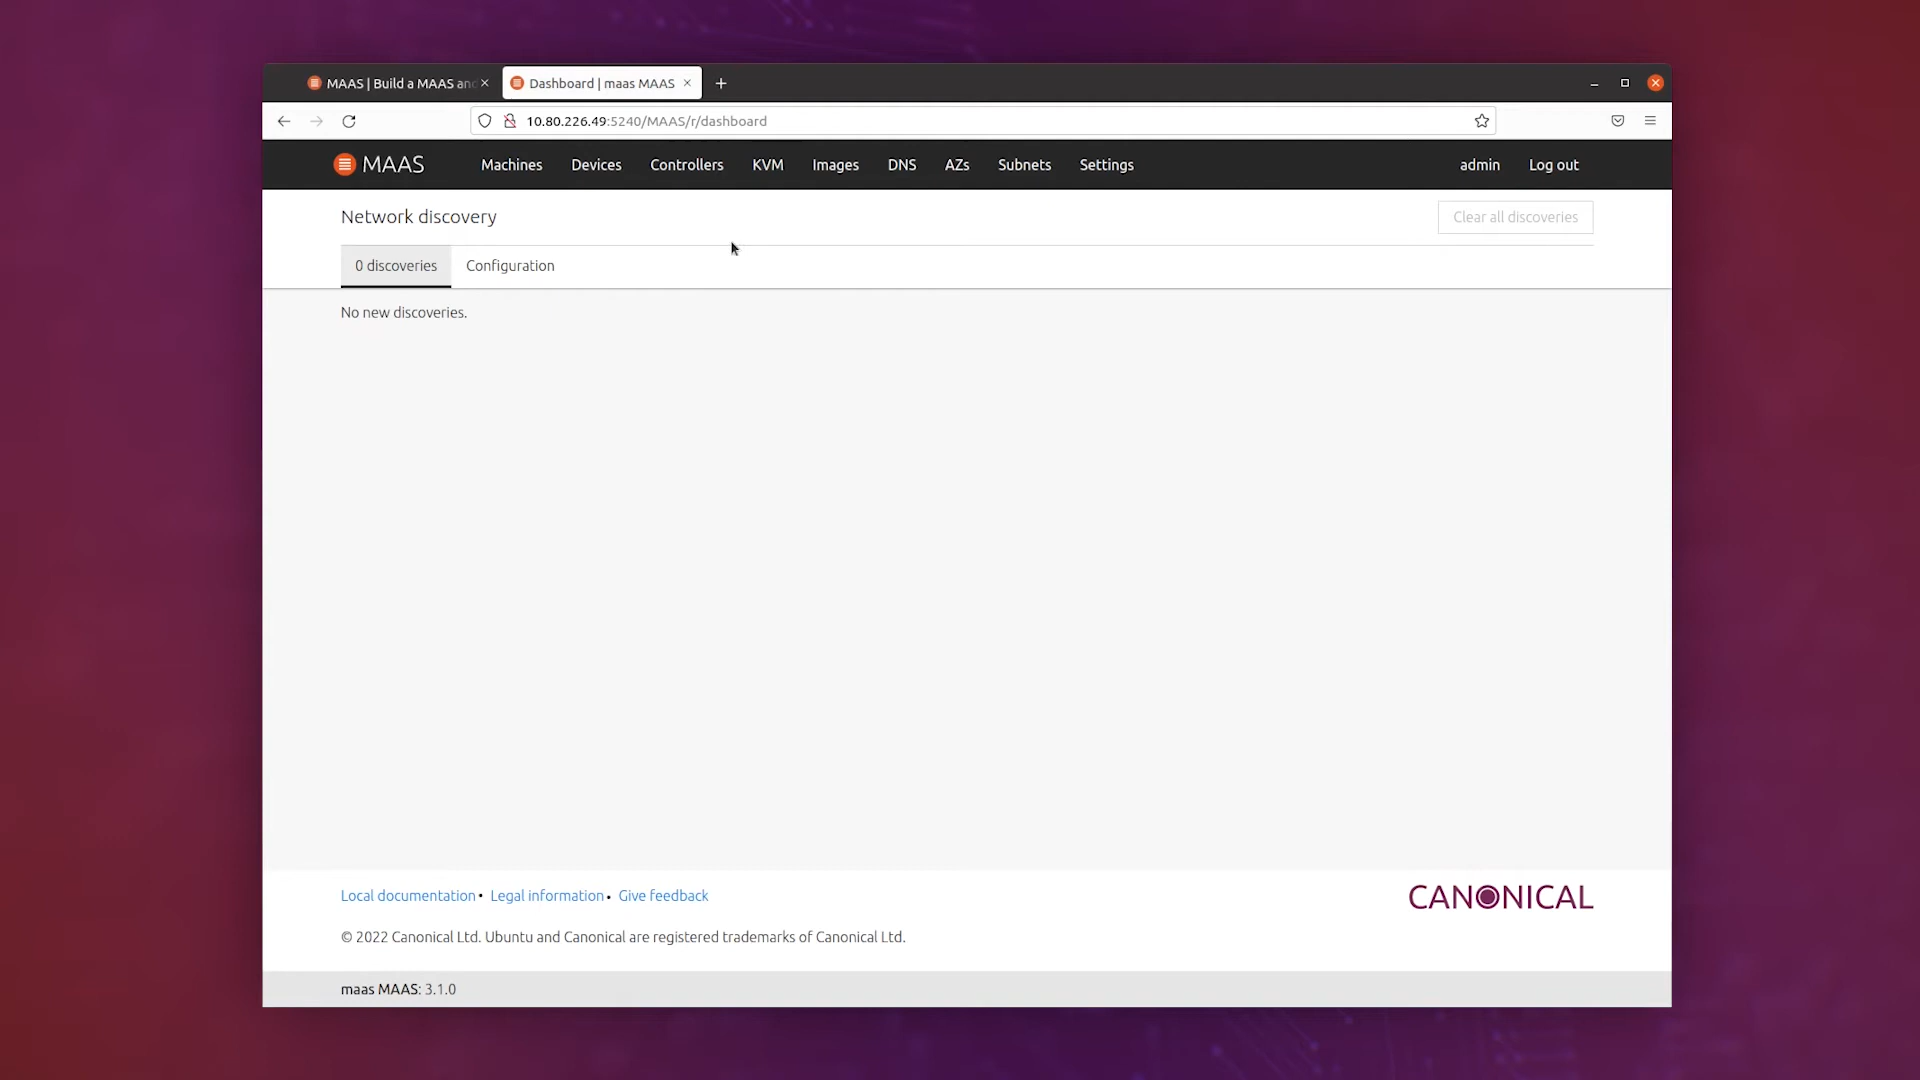 MAAS | Build a MAAS and
Dashboard | maas MAAS
10.80.226.49:5240/MAAS/r/dashboard
MAAS Machines Devices Controllers KVM Images DNS AZs Subnets Settings admin Log out
Network discovery Clear all discoveries
0 discoveries Configuration
No new discoveries.
Local documentation • Legal information • Give feedback
CANONICAL
© 2022 Canonical Ltd. Ubuntu and Canonical are registered trademarks of Canonical Ltd.
maas MAAS: 3.1.0